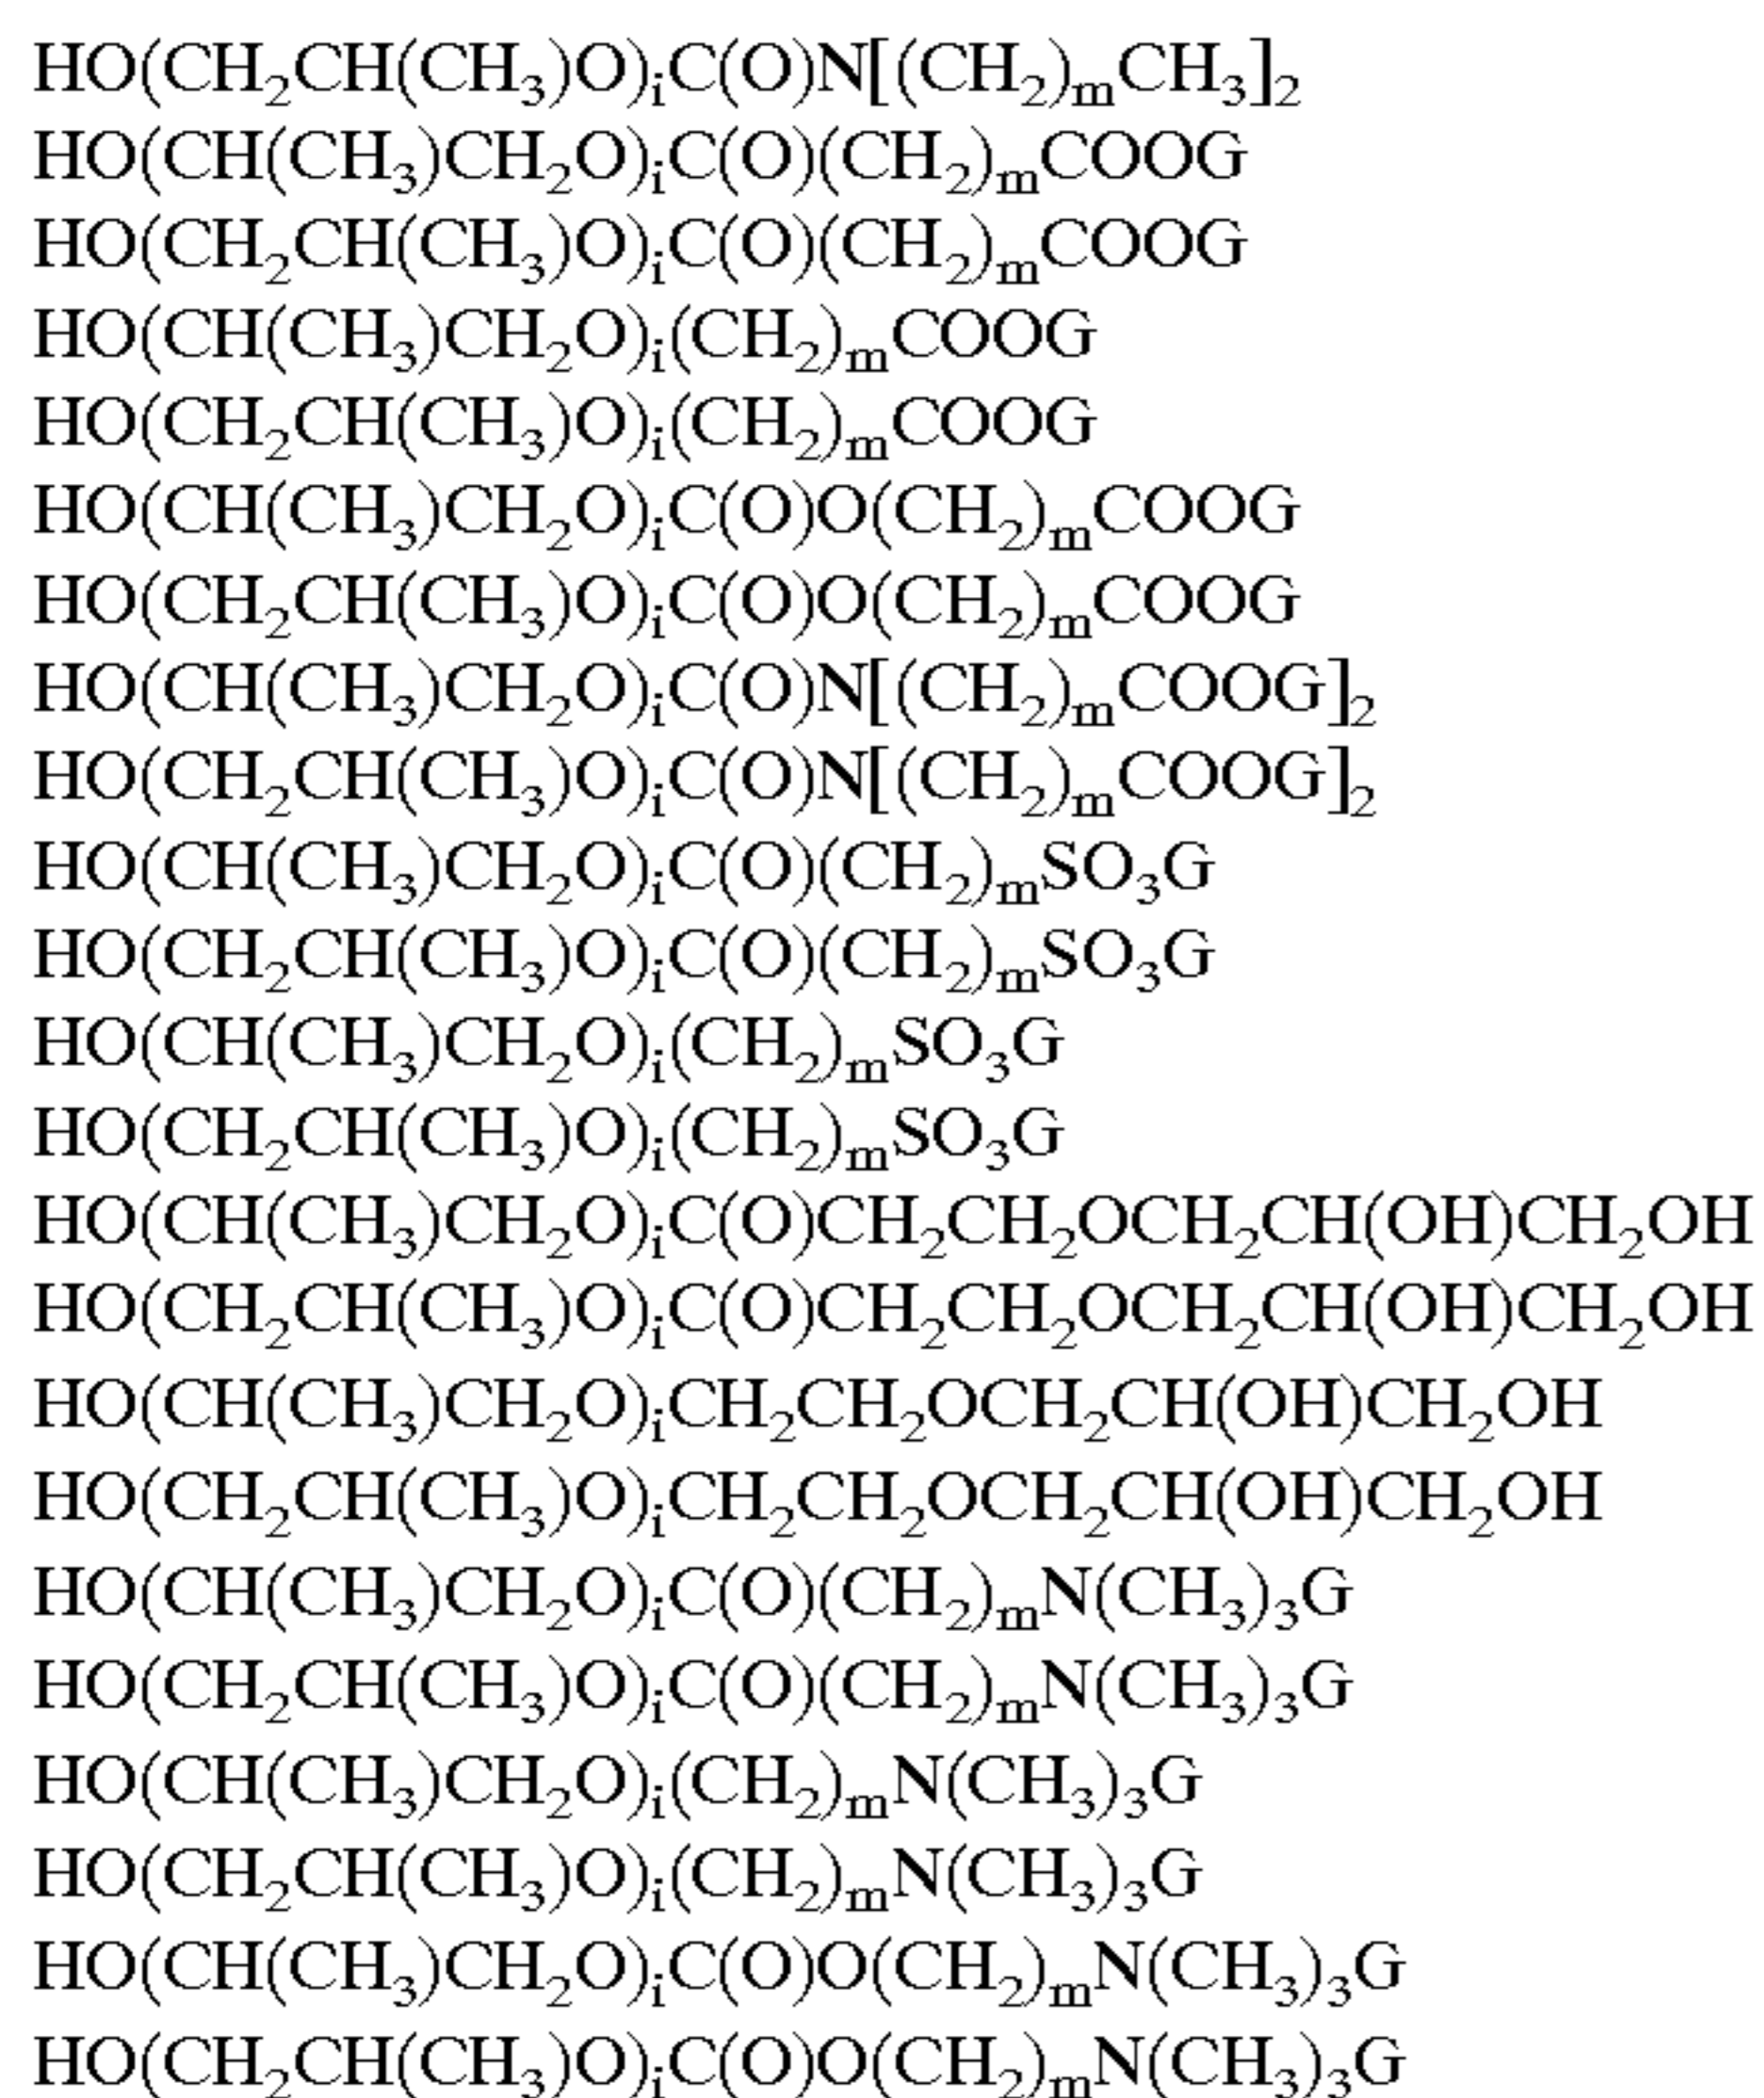 HO(CH₂CH(CH₃)O)ᵢC(O)N[(CH₂)ₘCH₃]₂
HO(CH(CH₃)CH₂O)ᵢC(O)(CH₂)ₘCOOG
HO(CH₂CH(CH₃)O)ᵢC(O)(CH₂)ₘCOOG
HO(CH(CH₃)CH₂O)ᵢ(CH₂)ₘCOOG
HO(CH₂CH(CH₃)O)ᵢ(CH₂)ₘCOOG
HO(CH(CH₃)CH₂O)ᵢC(O)O(CH₂)ₘCOOG
HO(CH₂CH(CH₃)O)ᵢC(O)O(CH₂)ₘCOOG
HO(CH(CH₃)CH₂O)ᵢC(O)N[(CH₂)ₘCOOG]₂
HO(CH₂CH(CH₃)O)ᵢC(O)N[(CH₂)ₘCOOG]₂
HO(CH(CH₃)CH₂O)ᵢC(O)(CH₂)ₘSO₃G
HO(CH₂CH(CH₃)O)ᵢC(O)(CH₂)ₘSO₃G
HO(CH(CH₃)CH₂O)ᵢ(CH₂)ₘSO₃G
HO(CH₂CH(CH₃)O)ᵢ(CH₂)ₘSO₃G
HO(CH(CH₃)CH₂O)ᵢC(O)CH₂CH₂OCH₂CH(OH)CH₂OH
HO(CH₂CH(CH₃)O)ᵢC(O)CH₂CH₂OCH₂CH(OH)CH₂OH
HO(CH(CH₃)CH₂O)ᵢCH₂CH₂OCH₂CH(OH)CH₂OH
HO(CH₂CH(CH₃)O)ᵢCH₂CH₂OCH₂CH(OH)CH₂OH
HO(CH(CH₃)CH₂O)ᵢC(O)(CH₂)ₘN(CH₃)₃G
HO(CH₂CH(CH₃)O)ᵢC(O)(CH₂)ₘN(CH₃)₃G
HO(CH(CH₃)CH₂O)ᵢ(CH₂)ₘN(CH₃)₃G
HO(CH₂CH(CH₃)O)ᵢ(CH₂)ₘN(CH₃)₃G
HO(CH(CH₃)CH₂O)ᵢC(O)O(CH₂)ₘN(CH₃)₃G
HO(CH₂CH(CH₃)O)ᵢC(O)O(CH₂)ₘN(CH₃)₃G